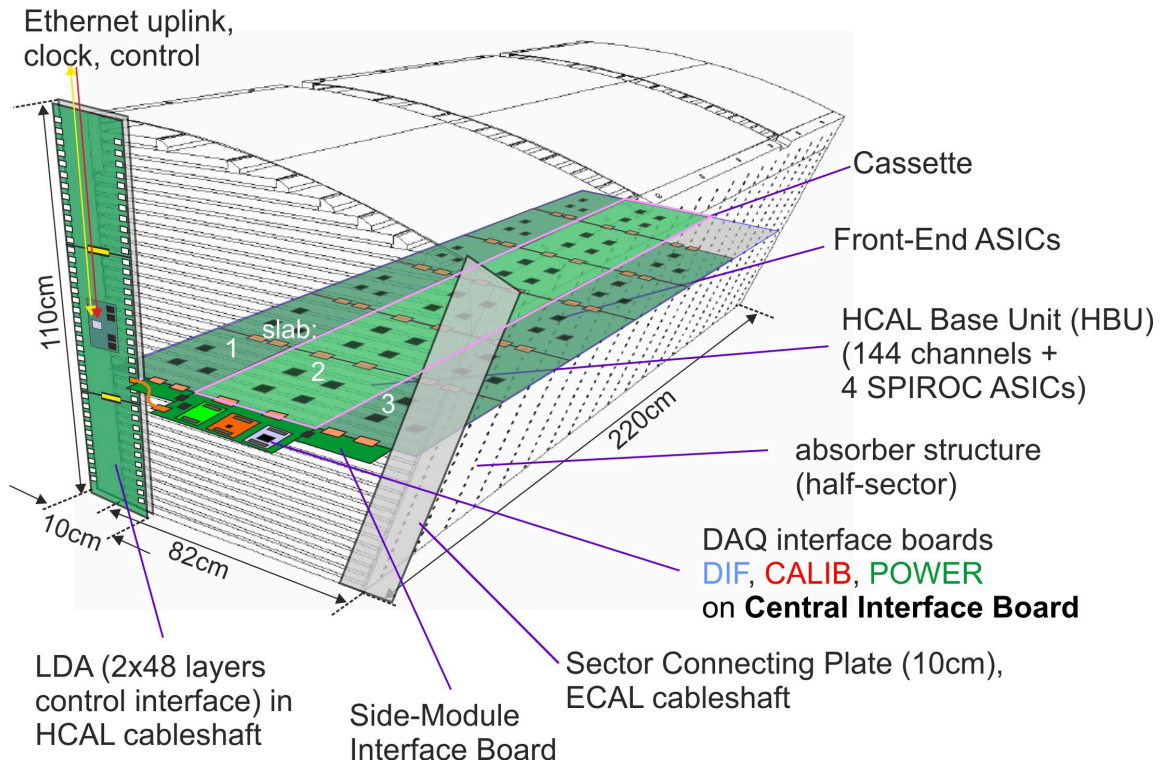 Ethernet uplink,
clock, control
Cassette
Front-End ASICs
110cm
slab:
1
2
3
HCAL Base Unit (HBU)
(144 channels +
4 SPIROC ASICs)
220cm
absorber structure
(half-sector)
10cm
82cm
DAQ interface boards
DIF, CALIB, POWER
on Central Interface Board
LDA (2x48 layers
control interface) in
HCAL cableshaft
Side-Module
Interface Board
Sector Connecting Plate (10cm),
ECAL cableshaft